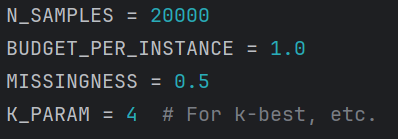 N_SAMPLES = 20000
BUDGET_PER_INSTANCE = 1.0
MISSINGNESS = 0.5
K_PARAM = 4  # For k-best, etc.